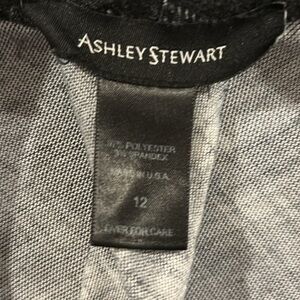 ASHLEY STEWART
POLYESTER
SPANDEX
MADE IN U.S.A.
12
OVER FOR CARE